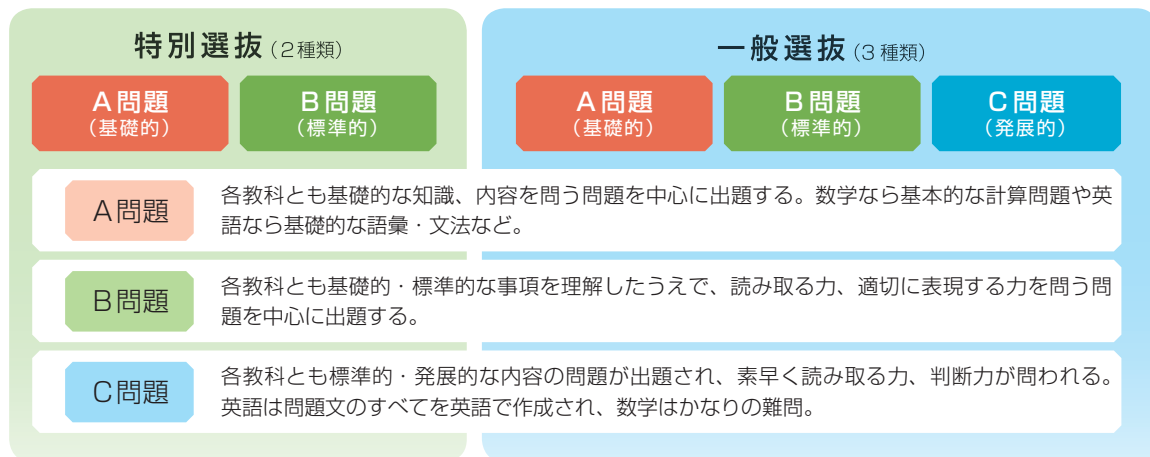 特別選抜(2種類)
A問題
(基礎的)
B問題
(標準的)
一般選抜(3種類)
A問題
(基礎的)
B問題
(標準的)
C問題
(発展的)
A問題
各教科とも基礎的な知識、内容を問う問題を中心に出題する。数学なら基本的な計算問題や英
語なら基礎的な語彙・文法など。
B問題
各教科とも基礎的・標準的な事項を理解したうえで、読み取る力、適切に表現する力を問う問
題を中心に出題する。
C問題
各教科とも標準的・発展的な内容の問題が出題され、素早く読み取る力、判断力が問われる。
英語は問題文のすべてを英語で作成され、数学はかなりの難問。